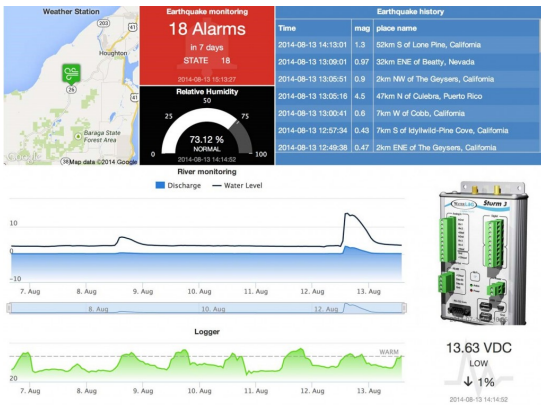 Weather Station
203
41
Houghton
26
41
Baraga State
Forest Area
38
Map data ©2014 Google
Earthquake monitoring
18 Alarms
in 7 days
STATE 18
2014-08-13 15:13:27
Relative Humidity
50
25
75
73.12 %
NORMAL
0
100
2014-08-13 14:14:52
Earthquake history
Time mag place name
2014-08-13 14:13:01 1.3 52km S of Lone Pine, California
2014-08-13 13:09:01 0.97 32km ENE of Beatty, Nevada
2014-08-13 13:05:51 0.9 2km NW of The Geysers, California
2014-08-13 13:05:16 4.5 47km N of Culebra, Puerto Rico
2014-08-13 13:00:41 0.6 7km W of Cobb, California
2014-08-13 12:57:34 0.43 7km S of Idyllwild-Pine Cove, California
2014-08-13 12:49:38 0.47 2km ENE of The Geysers, California
River monitoring
Discharge Water Level
10
0
-10
7. Aug 8. Aug 9. Aug 10. Aug 11. Aug 12. Aug 13. Aug
8. Aug 10. Aug 12. Aug
Logger
WARM
20
7. Aug 8. Aug 9. Aug 10. Aug 11. Aug 12. Aug 13. Aug
Sturm 3
13.63 VDC
LOW
↓ 1%
2014-08-13 14:14:52